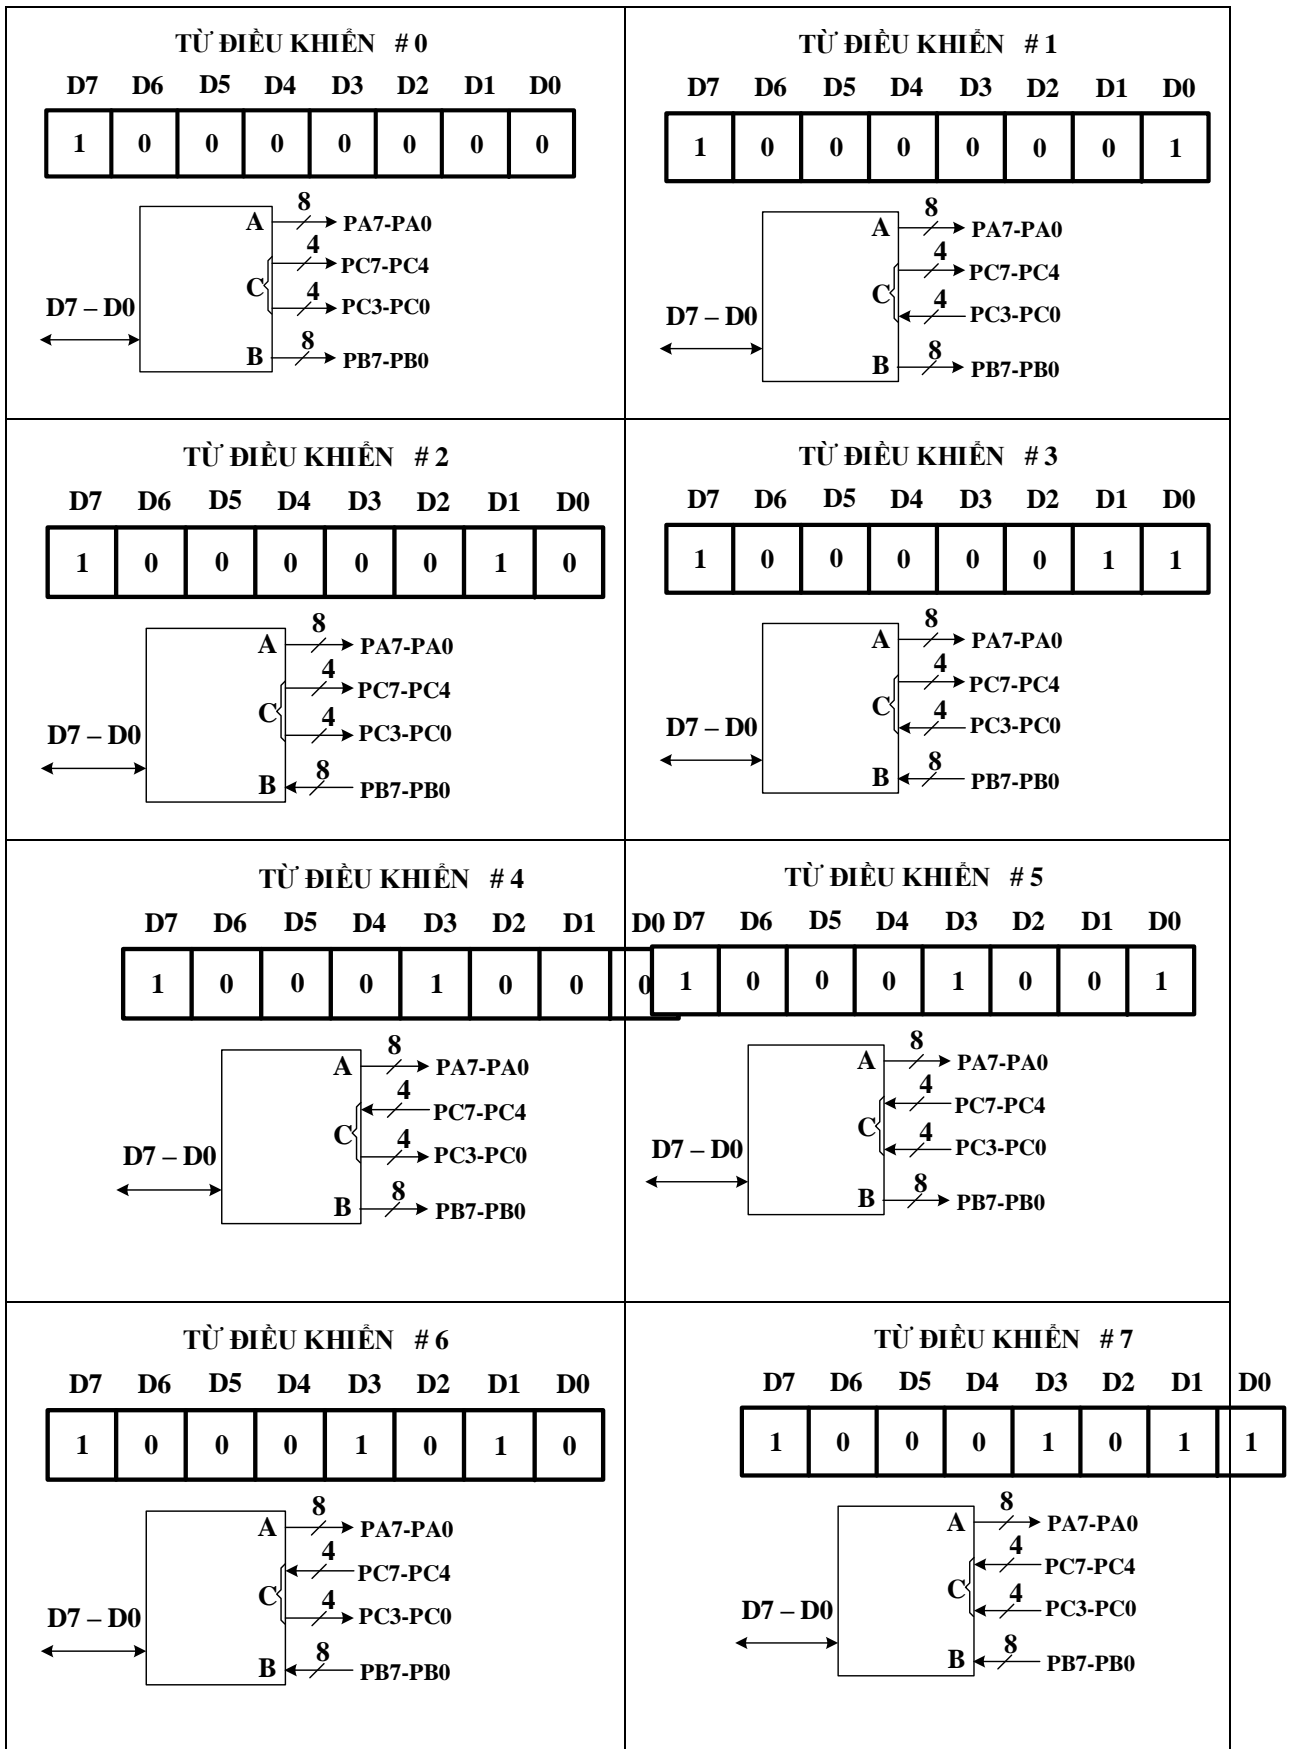 TỪ ĐIỀU KHIỂN # 0
D7 D6 D5 D4 D3 D2 D1 D0
1 0 0 0 0 0 0 0
A 8 PA7-PA0
4 PC7-PC4
C 4 PC3-PC0
D7 – D0
B 8 PB7-PB0
TỪ ĐIỀU KHIỂN # 1
D7 D6 D5 D4 D3 D2 D1 D0
1 0 0 0 0 0 0 1
A 8 PA7-PA0
4 PC7-PC4
C 4 PC3-PC0
D7 – D0
B 8 PB7-PB0
TỪ ĐIỀU KHIỂN # 2
D7 D6 D5 D4 D3 D2 D1 D0
1 0 0 0 0 0 1 0
A 8 PA7-PA0
4 PC7-PC4
C 4 PC3-PC0
D7 – D0
B 8 PB7-PB0
TỪ ĐIỀU KHIỂN # 3
D7 D6 D5 D4 D3 D2 D1 D0
1 0 0 0 0 0 1 1
A 8 PA7-PA0
4 PC7-PC4
C 4 PC3-PC0
D7 – D0
B 8 PB7-PB0
TỪ ĐIỀU KHIỂN # 4
D7 D6 D5 D4 D3 D2 D1 D0
1 0 0 0 1 0 0 0
A 8 PA7-PA0
4 PC7-PC4
C 4 PC3-PC0
D7 – D0
B 8 PB7-PB0
TỪ ĐIỀU KHIỂN # 5
D7 D6 D5 D4 D3 D2 D1 D0
1 0 0 0 1 0 0 1
A 8 PA7-PA0
4 PC7-PC4
C 4 PC3-PC0
D7 – D0
B 8 PB7-PB0
TỪ ĐIỀU KHIỂN # 6
D7 D6 D5 D4 D3 D2 D1 D0
1 0 0 0 1 0 1 0
A 8 PA7-PA0
4 PC7-PC4
C 4 PC3-PC0
D7 – D0
B 8 PB7-PB0
TỪ ĐIỀU KHIỂN # 7
D7 D6 D5 D4 D3 D2 D1 D0
1 0 0 0 1 0 1 1
A 8 PA7-PA0
4 PC7-PC4
C 4 PC3-PC0
D7 – D0
B 8 PB7-PB0